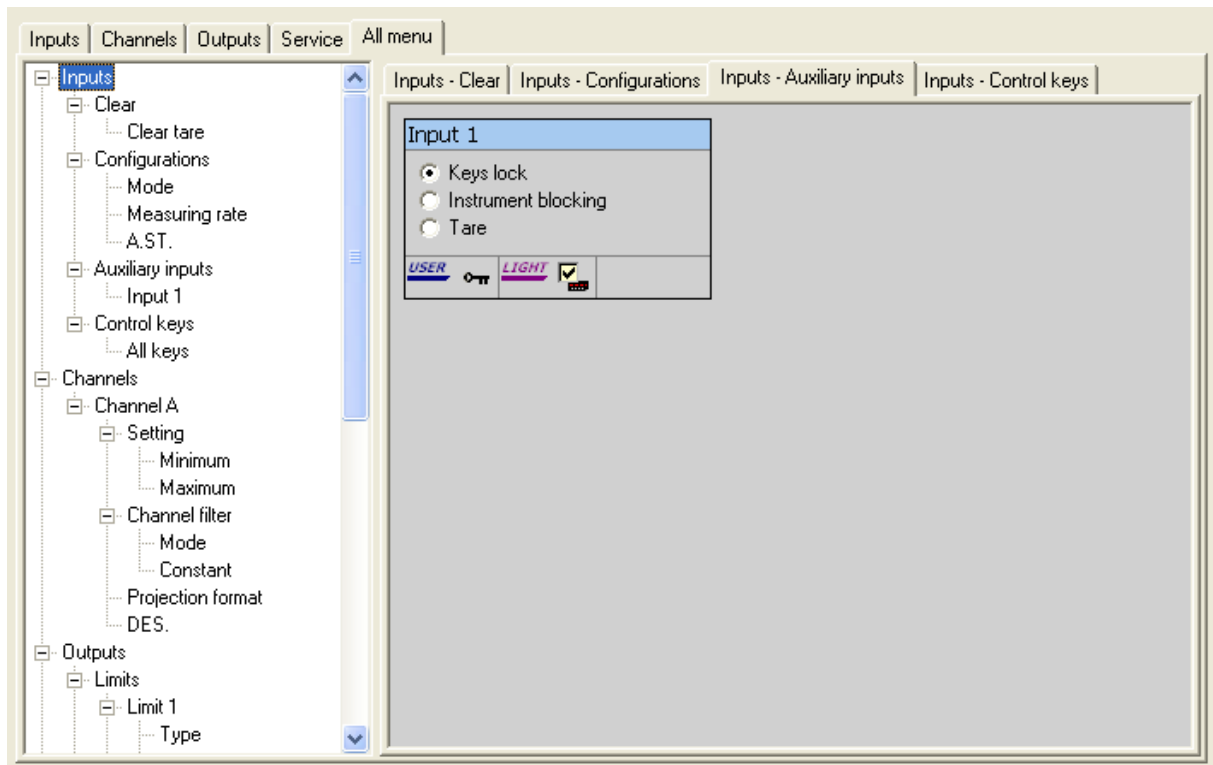 Inputs Channels Outputs Service All menu
Inputs
Clear
Clear tare
Configurations
Mode
Measuring rate
A.ST.
Auxiliary inputs
Input 1
Control keys
All keys
Channels
Channel A
Setting
Minimum
Maximum
Channel filter
Mode
Constant
Projection format
DES.
Outputs
Limits
Limit 1
Type
Inputs - Clear Inputs - Configurations Inputs - Auxiliary inputs Inputs - Control keys
Input 1
Keys lock
Instrument blocking
Tare
USER LIGHT